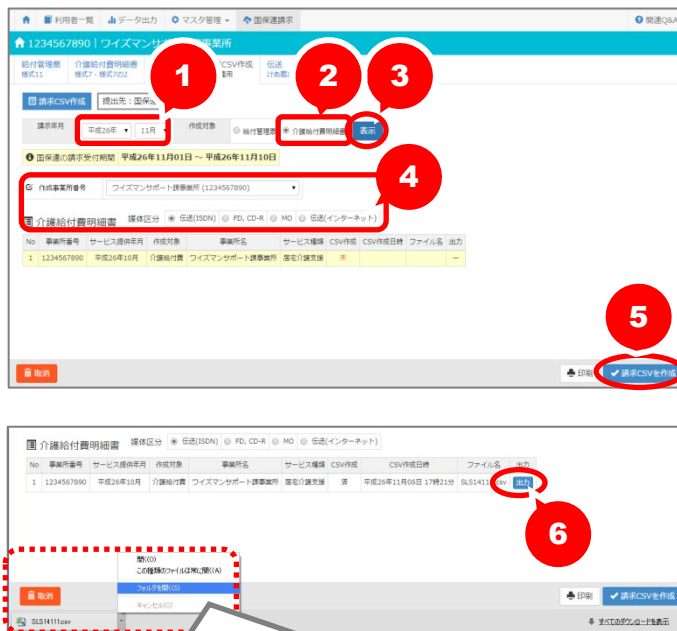 利用者一覧 データ出力 マスタ管理 国保連請求 関連Q&A
1234567890 | ワイズマンサ 事業所
給付管理票 介護給付費明細書 CSV作成 伝送
様式11 様式7・様式7の2
1 2 3
請求CSV作成 提出先：国保
請求年月 平成26年 11月 作成対象 給付管理票 介護給付費明細書 表示
国保連の請求受付期間 平成26年11月01日 ～ 平成26年11月10日
4
作成事業所番号 ワイズマンサポート課事業所 (1234567890)
介護給付費明細書 媒体区分 伝送(ISDN) FD, CD-R MO 伝送(インターネット)
No 事業所番号 サービス提供年月 作成対象 事業所名 サービス種類 CSV作成 CSV作成日時 ファイル名 出力
1 1234567890 平成26年10月 介護給付費 ワイズマンサポート課事業所 居宅介護支援 未 ―
5
取消 印刷 請求CSVを作成
介護給付費明細書 媒体区分 伝送(ISDN) FD, CD-R MO 伝送(インターネット)
No 事業所番号 サービス提供年月 作成対象 事業所名 サービス種類 CSV作成 CSV作成日時 ファイル名 出力
1 1234567890 平成26年10月 介護給付費 ワイズマンサポート課事業所 居宅介護支援 済 平成26年11月06日 17時21分 SLS1411 csv 出力
6
開く(O)
この種類のファイルは常に開く(A)
フォルダを開く(S)
キャンセル(C)
取消 印刷 請求CSVを作成
SLS14111.csv すべてのダウンロードを表示